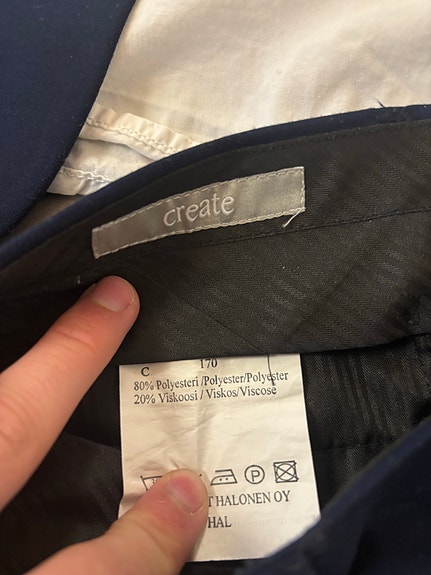 create
C 170
80% Polyesteri /Polyester/Polyester
20% Viskoosi / Viskos/Viscose
P
T HALONEN OY
HAL